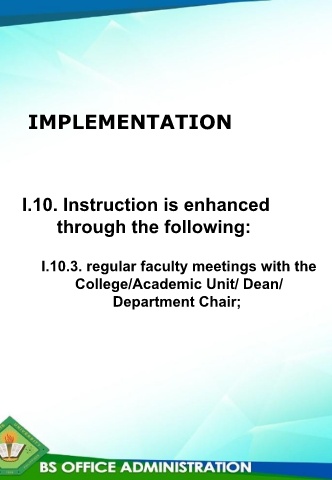 IMPLEMENTATION
I.10. Instruction is enhanced
through the following:
I.10.3. regular faculty meetings with the
College/Academic Unit/ Dean/
Department Chair;
BS OFFICE ADMINISTRATION